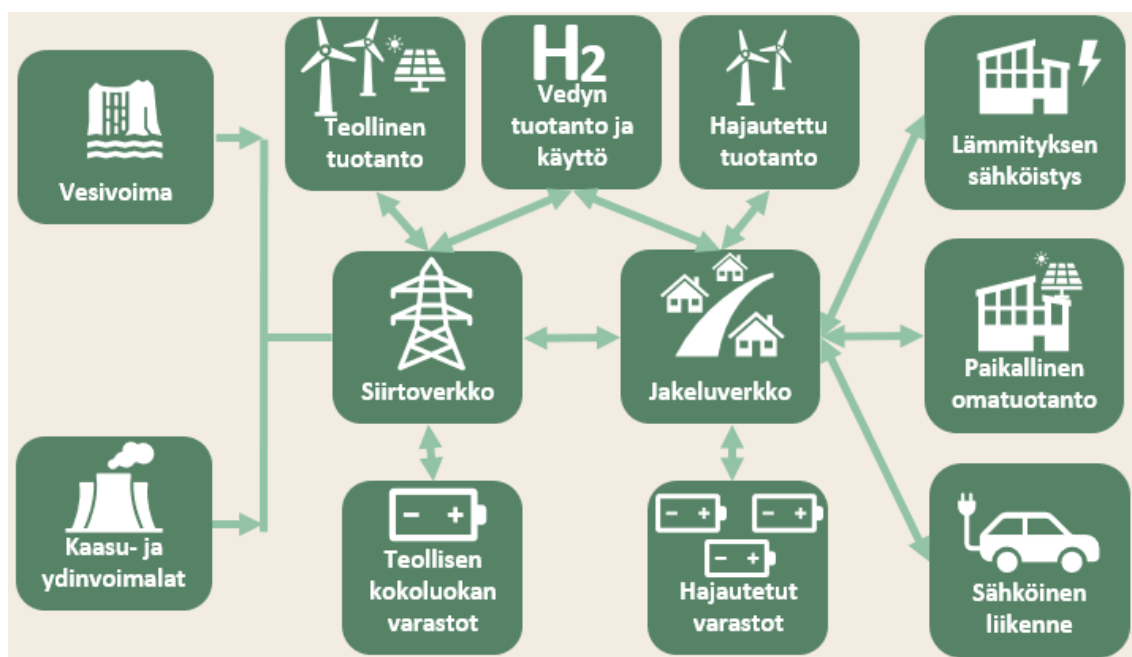 Vesivoima
Teollinen
tuotanto
H2
Vedyn
tuotanto ja
käyttö
Hajautettu
tuotanto
Lämmityksen
sähköistys
Siirtoverkko
Jakeluverkko
Paikallinen
omatuotanto
Kaasu- ja
ydinvoimalat
Teollisen
kokoluokan
varastot
Hajautetut
varastot
Sähköinen
liikenne